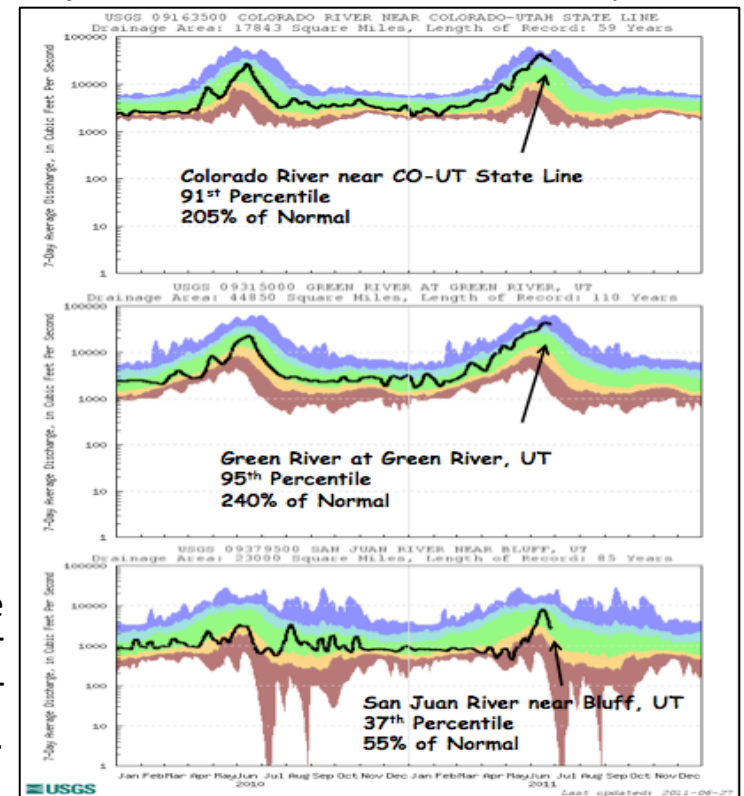 USGS 09163500 COLORADO RIVER NEAR COLORADO-UTAH STATE LINE
Drainage Area: 17843 Square Miles, Length of Record: 59 Years
7-Day Average Discharge, in Cubic Feet Per Second
100000
10000
1000
100
10
1
Colorado River near CO-UT State Line
91st Percentile
205% of Normal
USGS 09315000 GREEN RIVER AT GREEN RIVER, UT
Drainage Area: 44850 Square Miles, Length of Record: 110 Years
7-Day Average Discharge, in Cubic Feet Per Second
100000
10000
1000
100
10
1
Green River at Green River, UT
95th Percentile
240% of Normal
USGS 09379500 SAN JUAN RIVER NEAR BLUFF, UT
Drainage Area: 23000 Square Miles, Length of Record: 85 Years
7-Day Average Discharge, in Cubic Feet Per Second
100000
10000
1000
100
10
1
San Juan River near Bluff, UT
37th Percentile
55% of Normal
Jan Feb Mar Apr May Jun Jul Aug Sep Oct Nov Dec Jan Feb Mar Apr May Jun Jul Aug Sep Oct Nov Dec
2010 2011
USGS
Last updated: 2011-06-27